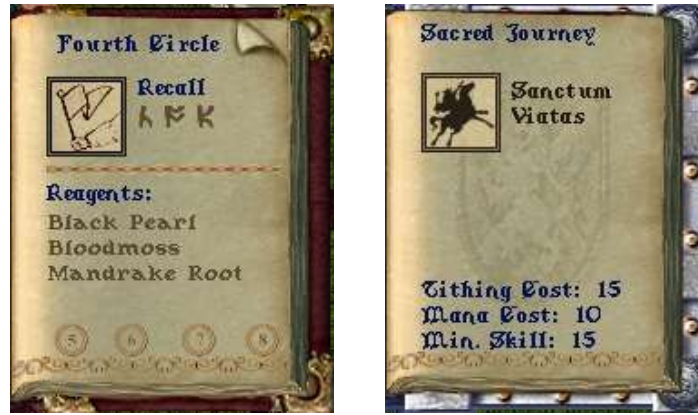 Fourth Circle
Recall
ᚣ ᛈ ᚴ
Reagents:
Black Pearl
Bloodmoss
Mandrake Root
5 6 7 8
Sacred Journey
Sanctum
Viatas
Tithing Cost: 15
Mana Cost: 10
Min. Skill: 15